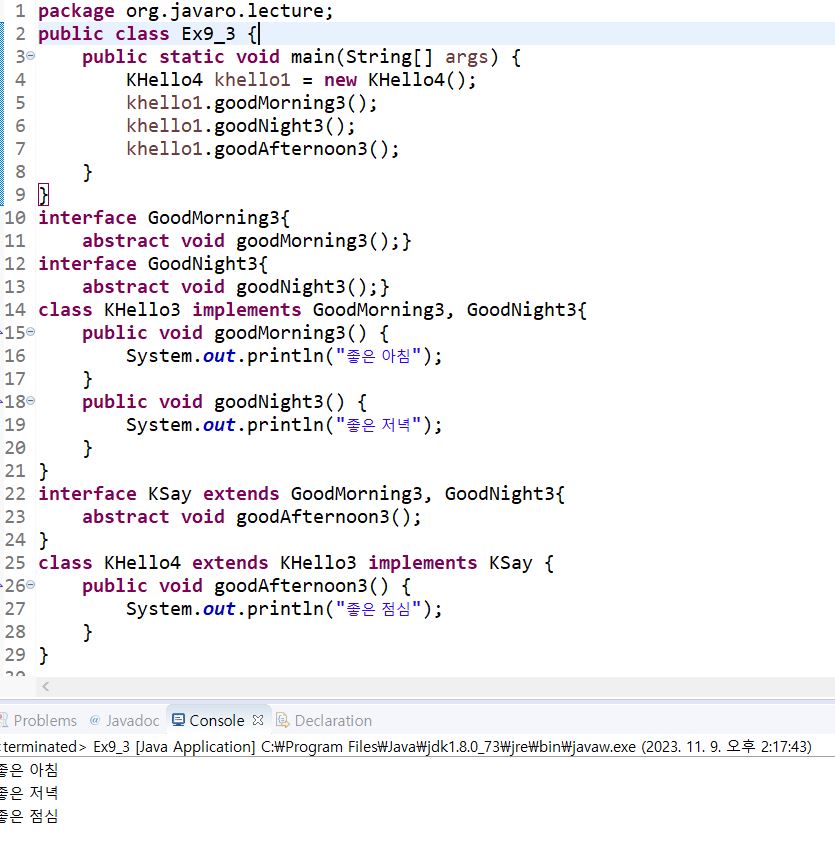 1 package org.javaro.lecture;
2 public class Ex9_3 {
3 public static void main(String[] args) {
4 KHello4 khello1 = new KHello4();
5 khello1.goodMorning3();
6 khello1.goodNight3();
7 khello1.goodAfternoon3();
8 }
9 }
10 interface GoodMorning3{
11 abstract void goodMorning3();}
12 interface GoodNight3{
13 abstract void goodNight3();}
14 class KHello3 implements GoodMorning3, GoodNight3{
15 public void goodMorning3() {
16 System.out.println("좋은 아침");
17 }
18 public void goodNight3() {
19 System.out.println("좋은 저녁");
20 }
21 }
22 interface KSay extends GoodMorning3, GoodNight3{
23 abstract void goodAfternoon3();
24 }
25 class KHello4 extends KHello3 implements KSay {
26 public void goodAfternoon3() {
27 System.out.println("좋은 점심");
28 }
29 }
Problems @ Javadoc Console Declaration
terminated> Ex9_3 [Java Application] C:₩Program Files₩Java₩jdk1.8.0_73₩jre₩bin₩javaw.exe (2023. 11. 9. 오후 2:17:43)
좋은 아침
좋은 저녁
좋은 점심